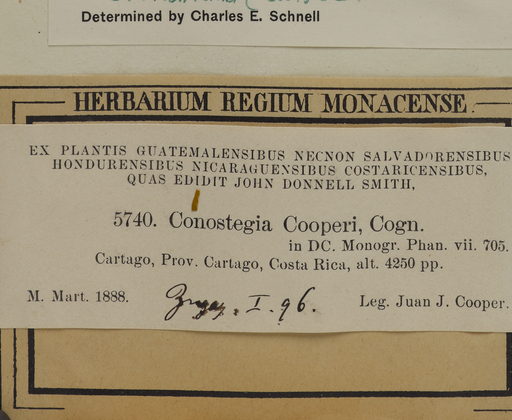 Determined by Charles E. Schnell
HERBARIUM REGIUM MONACENSE
EX PLANTIS GUATEMALENSIBUS NECNON SALVADORENSIBUS
HONDURENSIBUS NICARAGUENSIBUS COSTARICENSIBUS,
QUAS EDIDIT JOHN DONNELL SMITH,
5740. Conostegia Cooperi, Cogn.
in DC. Monogr. Phan. vii. 705.
Cartago, Prov. Cartago, Costa Rica, alt. 4250 pp.
M. Mart. 1888.
I. 96.
Leg. Juan J. Cooper.